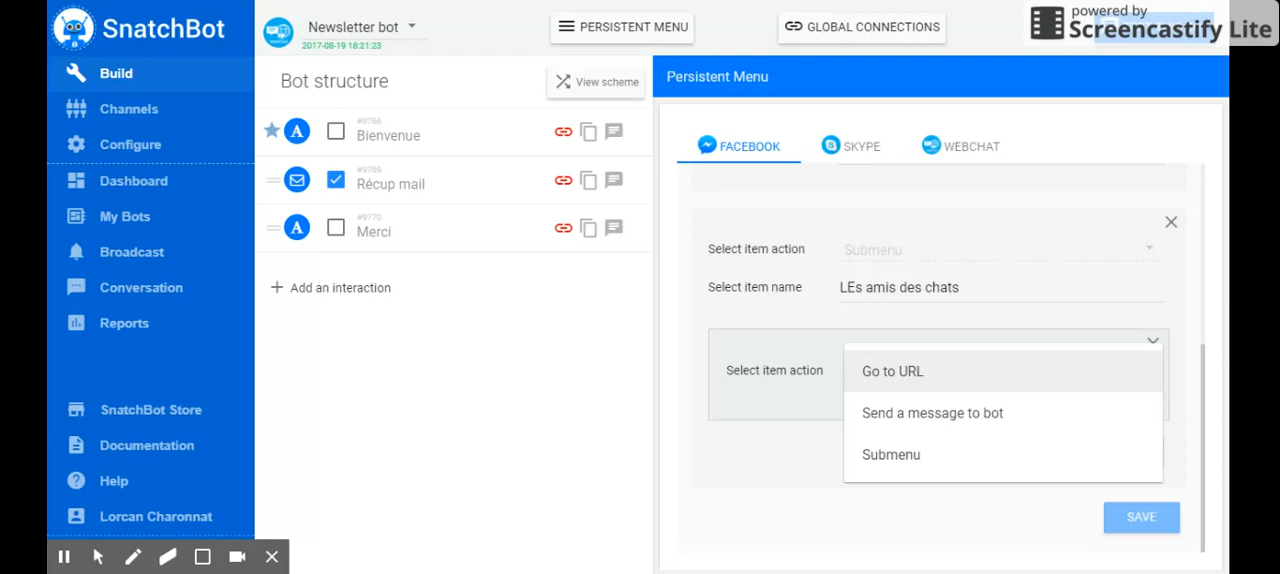 SnatchBot
Build
Channels
Configure
Dashboard
My Bots
Broadcast
Conversation
Reports
SnatchBot Store
Documentation
Help
Lorcan Charonnat
Newsletter bot
2017-08-19 18:21:23
PERSISTENT MENU
GLOBAL CONNECTIONS
powered by
Screencastify Lite
Bot structure
View scheme
#9766
Bienvenue
#9769
Récup mail
#9770
Merci
Add an interaction
Persistent Menu
FACEBOOK
SKYPE
WEBCHAT
Select item action
Submenu
Select item name
LEs amis des chats
Select item action
Go to URL
Send a message to bot
Submenu
SAVE